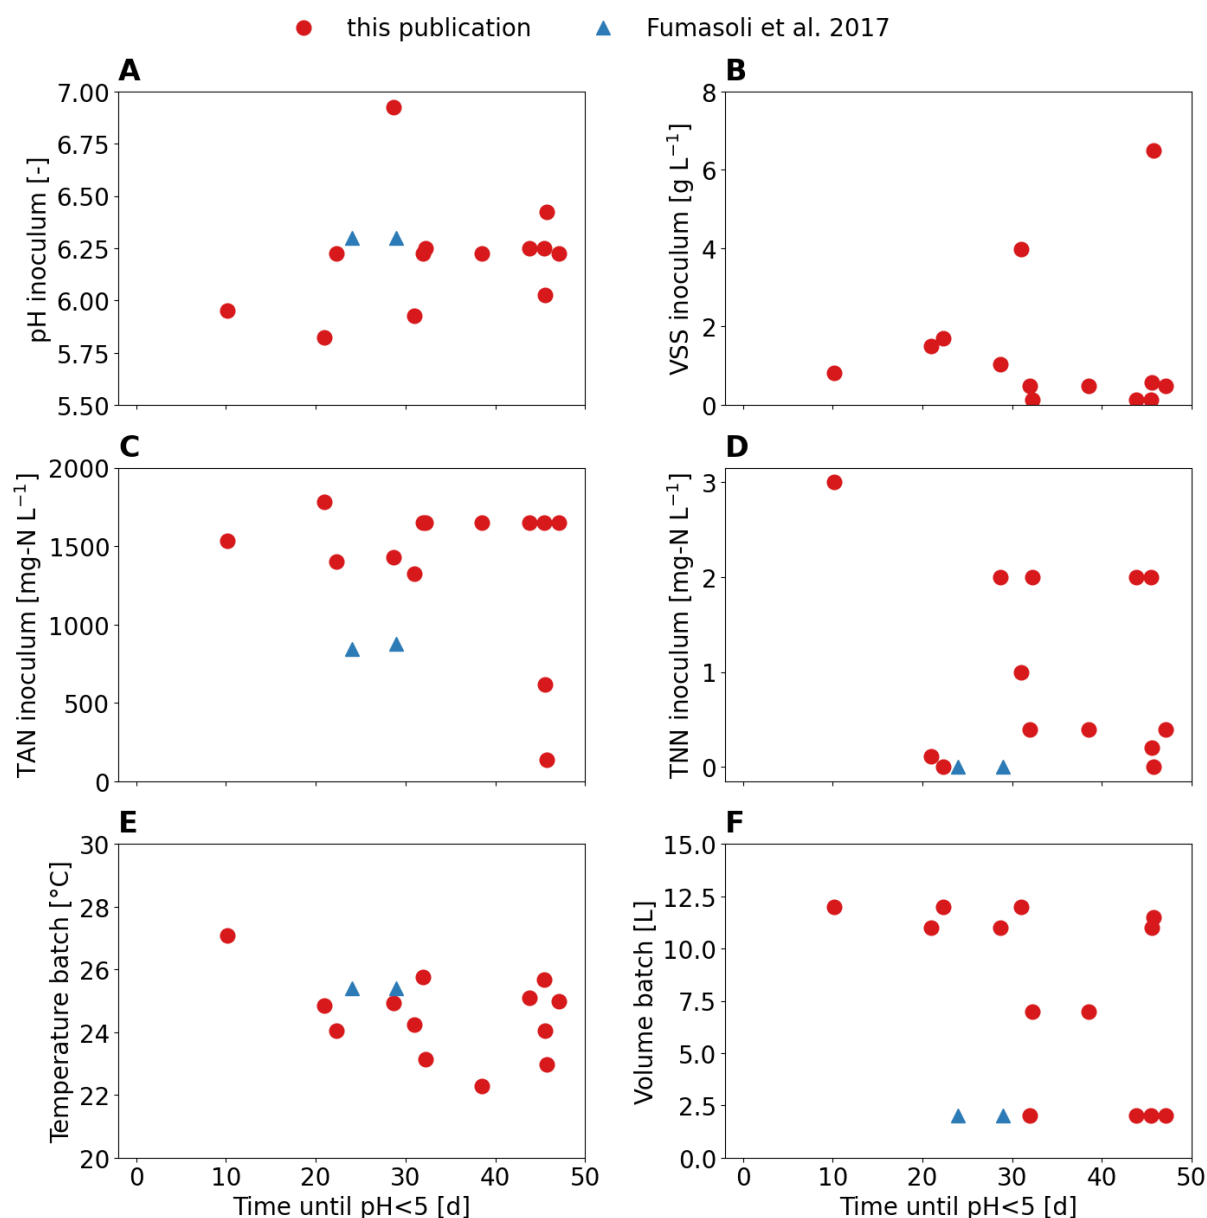 this publication
Fumasoli et al. 2017
A
B
7.00
6.75
6.50
6.25
6.00
5.75
5.50
pH inoculum [-]
8
6
4
2
0
VSS inoculum [g L⁻¹]
C
D
2000
1500
1000
500
0
TAN inoculum [mg-N L⁻¹]
3
2
1
0
TNN inoculum [mg-N L⁻¹]
E
F
30
28
26
24
22
20
Temperature batch [°C]
15.0
12.5
10.0
7.5
5.0
2.5
0.0
Volume batch [L]
0 10 20 30 40 50
0 10 20 30 40 50
Time until pH<5 [d]
Time until pH<5 [d]